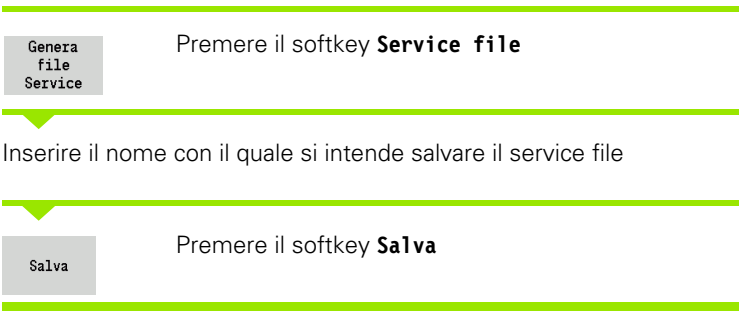 Genera
file
Service
Premere il softkey Service file
Inserire il nome con il quale si intende salvare il service file
Salva
Premere il softkey Salva